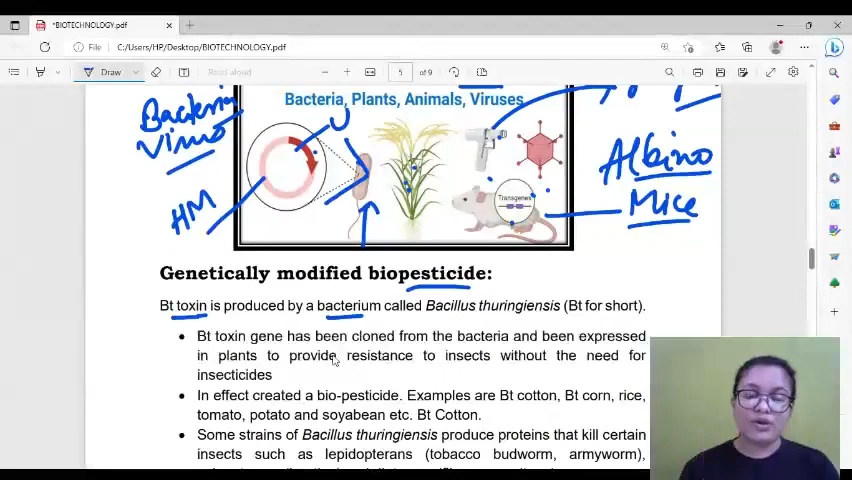 *BIOTECHNOLOGY.pdf
File | C:/Users/HP/Desktop/BIOTECHNOLOGY.pdf
Draw
Read aloud
5 of 9
Bacteria, Plants, Animals, Viruses
Bacteria
Virus
HM
Transgenes
Albino
Mice
Genetically modified biopesticide:
Bt toxin is produced by a bacterium called Bacillus thuringiensis (Bt for short).
• Bt toxin gene has been cloned from the bacteria and been expressed
in plants to provide resistance to insects without the need for
insecticides
• In effect created a bio-pesticide. Examples are Bt cotton, Bt corn, rice,
tomato, potato and soyabean etc. Bt Cotton.
• Some strains of Bacillus thuringiensis produce proteins that kill certain
insects such as lepidopterans (tobacco budworm, armyworm),